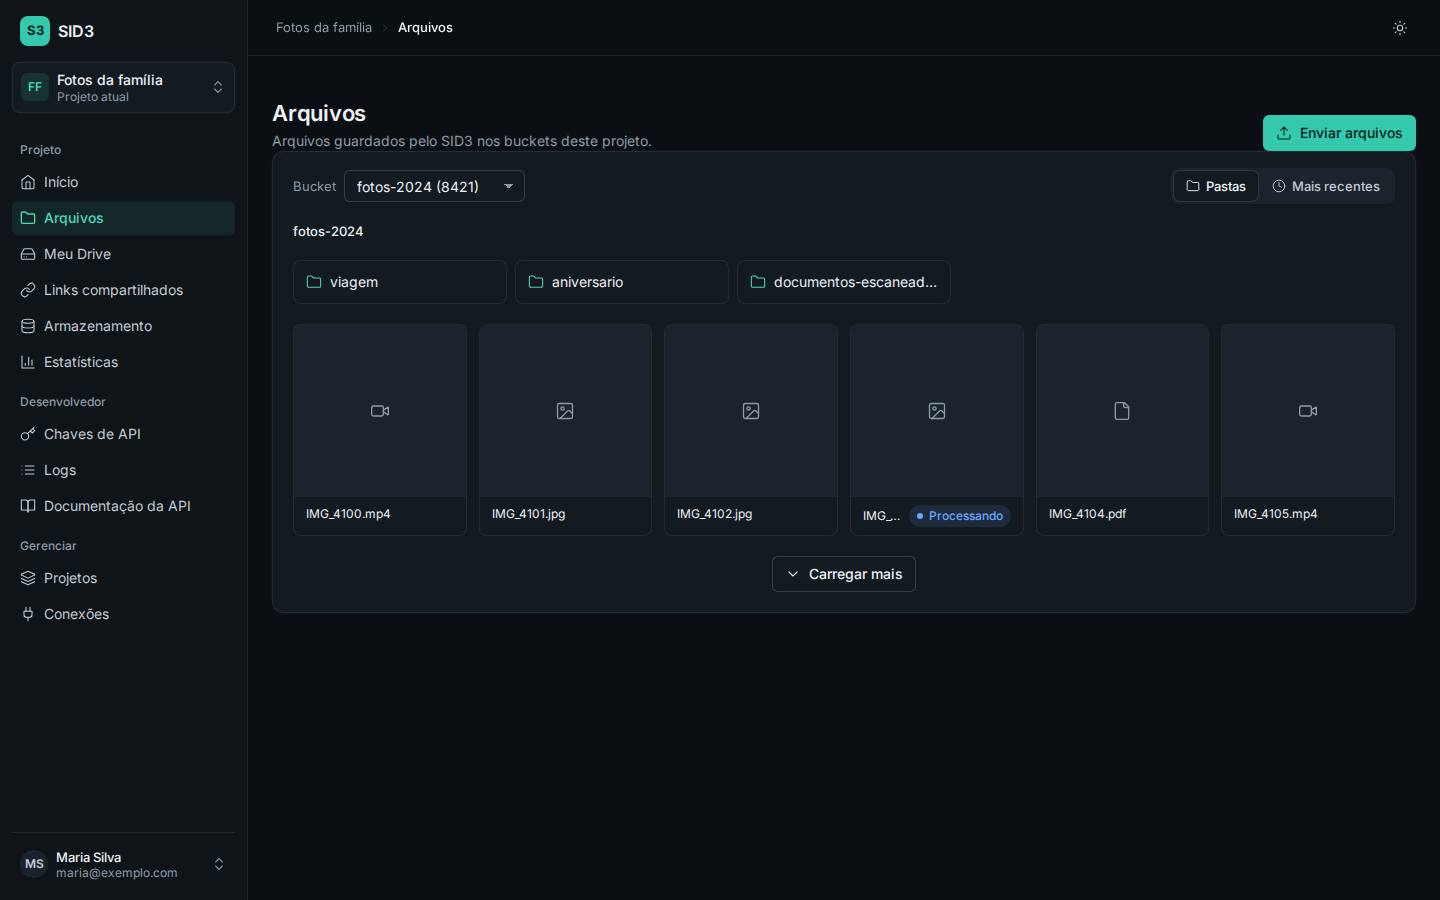 S3 SID3
FF Fotos da família
Projeto atual
Projeto
Início
Arquivos
Meu Drive
Links compartilhados
Armazenamento
Estatísticas
Desenvolvedor
Chaves de API
Logs
Documentação da API
Gerenciar
Projetos
Conexões
MS Maria Silva
maria@exemplo.com
Fotos da família Arquivos
Arquivos
Arquivos guardados pelo SID3 nos buckets deste projeto.
Enviar arquivos
Bucket fotos-2024 (8421) Pastas Mais recentes
fotos-2024
viagem aniversario documentos-escanead...
IMG_4100.mp4 IMG_4101.jpg IMG_4102.jpg IMG_... Processando IMG_4104.pdf IMG_4105.mp4
Carregar mais